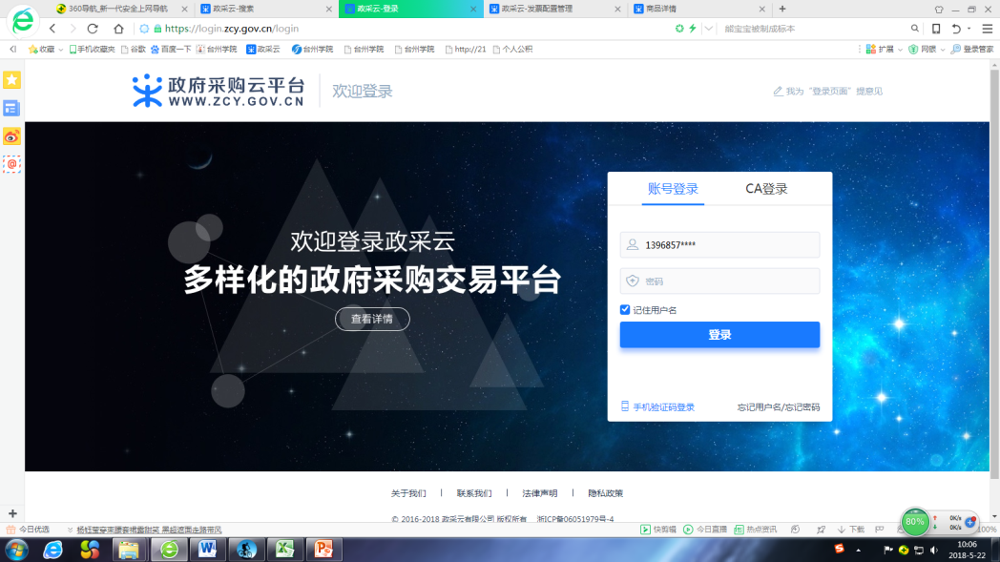 360导航_新一代安全上网导航
政采云-搜索
政采云-登录
政采云-发票配置管理
商品详情
https://login.zcy.gov.cn/login
能宝宝被制成标本
收藏
手机收藏夹
谷歌
百度一下
台州学院
政采云
台州学院
台州学院
台州学院
http://21
个人公积
扩展
网银
登录管家
政府采购云平台
WWW.ZCY.GOV.CN
欢迎登录
我为“登录页面”提意见
账号登录
CA登录
欢迎登录政采云
多样化的政府采购交易平台
查看详情
1396857****
密码
记住用户名
登录
手机验证码登录
忘记用户名/忘记密码
关于我们
联系我们
法律声明
隐私政策
© 2016-2018 政采云有限公司 版权所有 浙ICP备06051979号-4
今日优选
快剪辑
今日直播
热点资讯
下载
80%
0K/s
0K/s
100%
10:06
2018-5-22